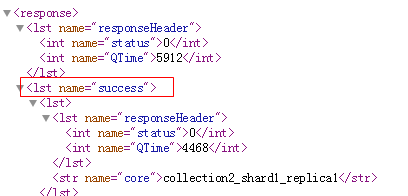 <response>
<lst name="responseHeader">
<int name="status">0</int>
<int name="QTime">5912</int>
</lst>
<lst name="success">
<lst>
<lst name="responseHeader">
<int name="status">0</int>
<int name="QTime">4468</int>
</lst>
<str name="core">collection2_shard1_replica1</str>
</lst>